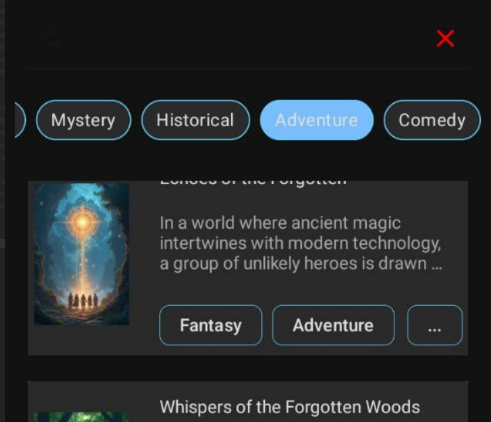 Mystery
Historical
Adventure
Comedy
Echoes of the Forgotten
In a world where ancient magic
intertwines with modern technology,
a group of unlikely heroes is drawn ...
Fantasy
Adventure
...
Whispers of the Forgotten Woods